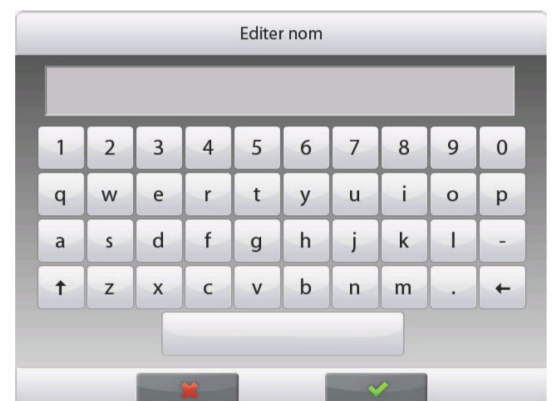 Editer nom
1 2 3 4 5 6 7 8 9 0
q w e r t y u i o p
a s d f g h j k l -
↑ z x c v b n m . ←